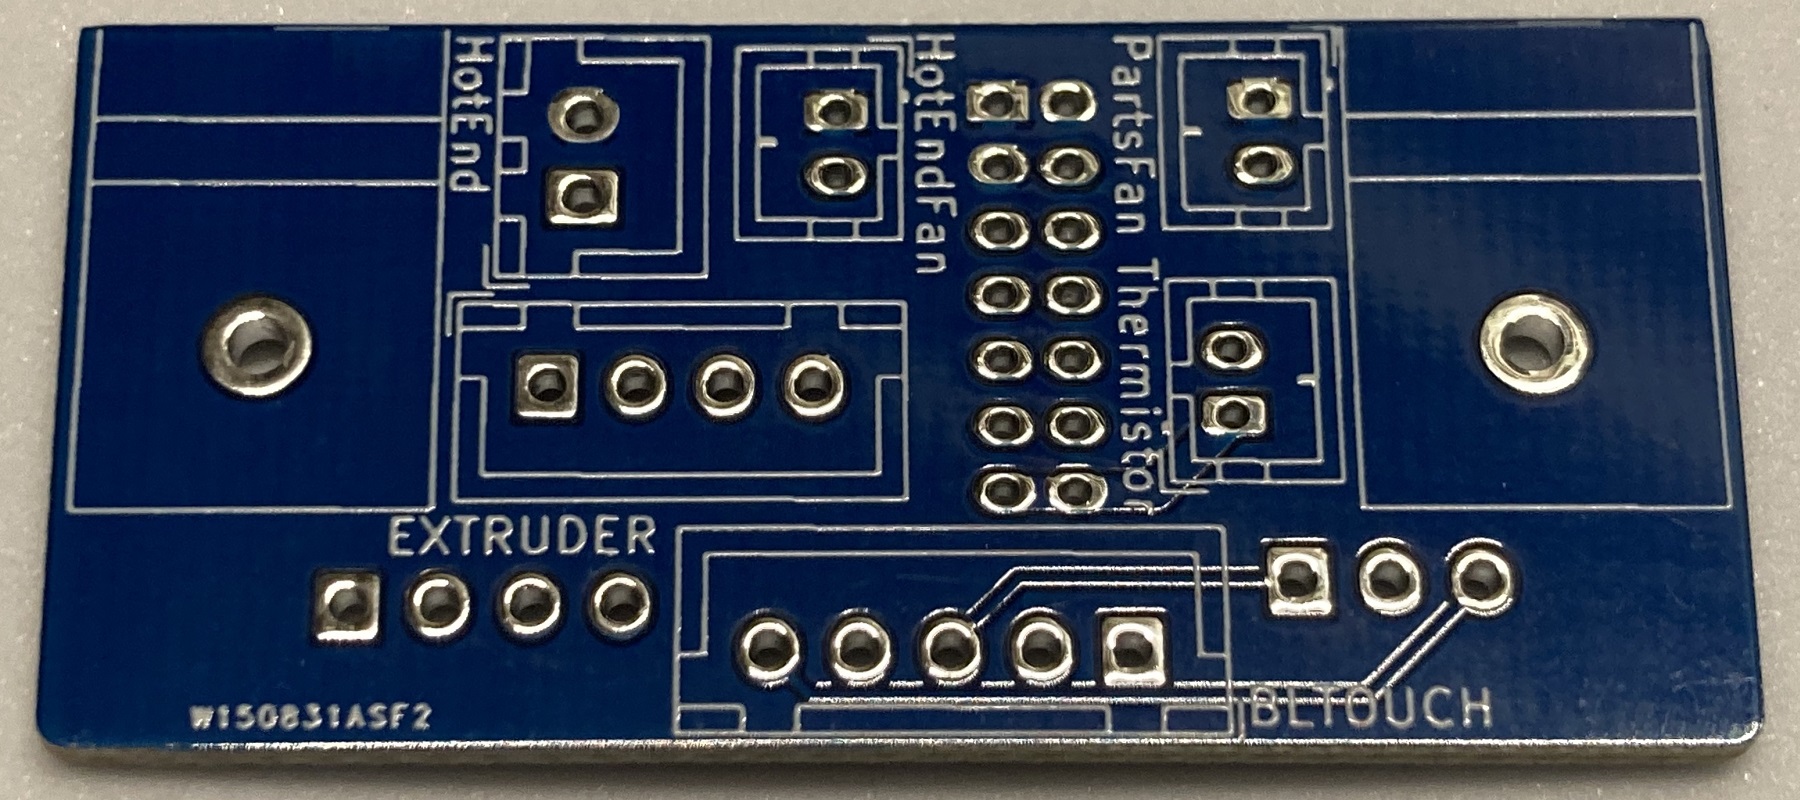 HotEnd
HotEndFan
PartsFan
Thermistor
EXTRUDER
BLTOUCH
W150831ASF2